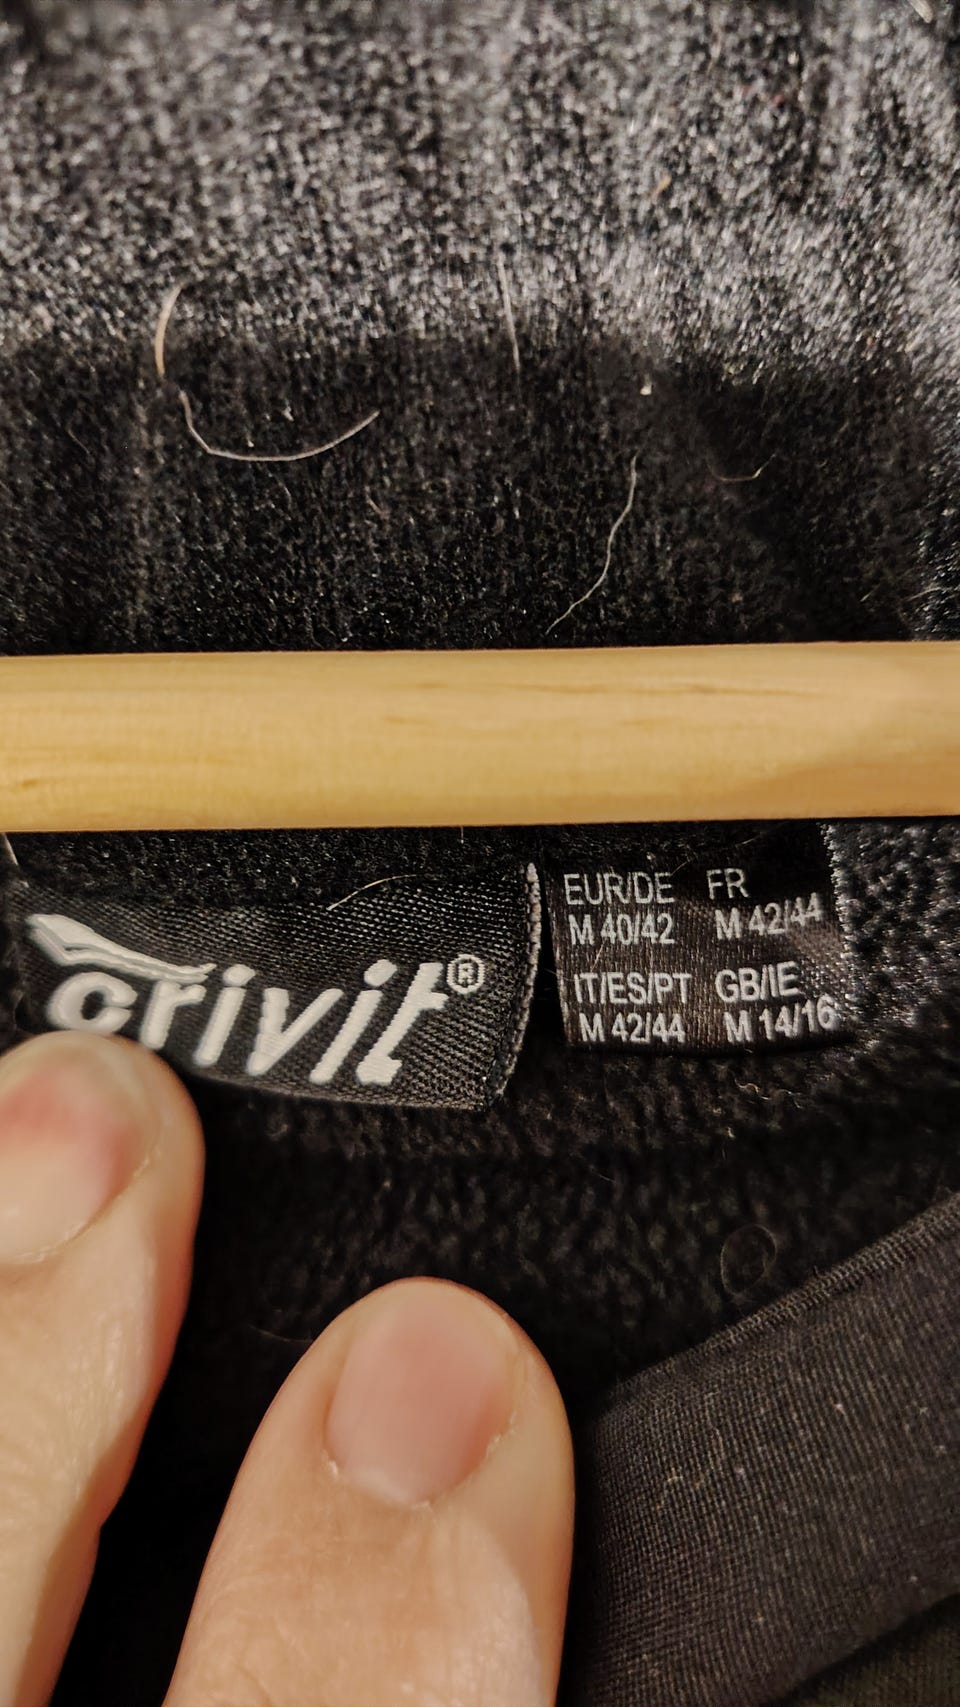 crivit®
EUR/DE FR
M 40/42 M 42/44
IT/ES/PT GB/IE
M 42/44 M 14/16